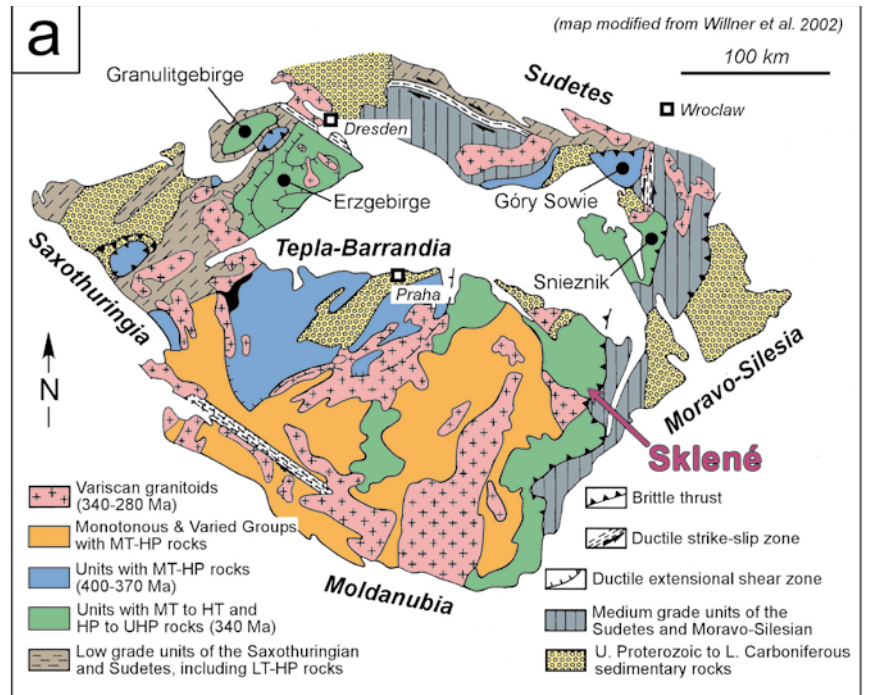 a
(map modified from Willner et al. 2002)
100 km
Granulitgebirge
Sudetes
Wroclaw
Dresden
Góry Sowie
Erzgebirge
Tepla-Barrandia
Saxothuringia
Snieznik
Praha
N
Moravo-Silesia
Sklené
Moldanubia
Variscan granitoids
(340-280 Ma)
Monotonous & Varied Groups
with MT-HP rocks
Units with MT-HP rocks
(400-370 Ma)
Units with MT to HT and
HP to UHP rocks (340 Ma)
Low grade units of the Saxothuringian
and Sudetes, including LT-HP rocks
Brittle thrust
Ductile strike-slip zone
Ductile extensional shear zone
Medium grade units of the
Sudetes and Moravo-Silesian
U. Proterozoic to L. Carboniferous
sedimentary rocks